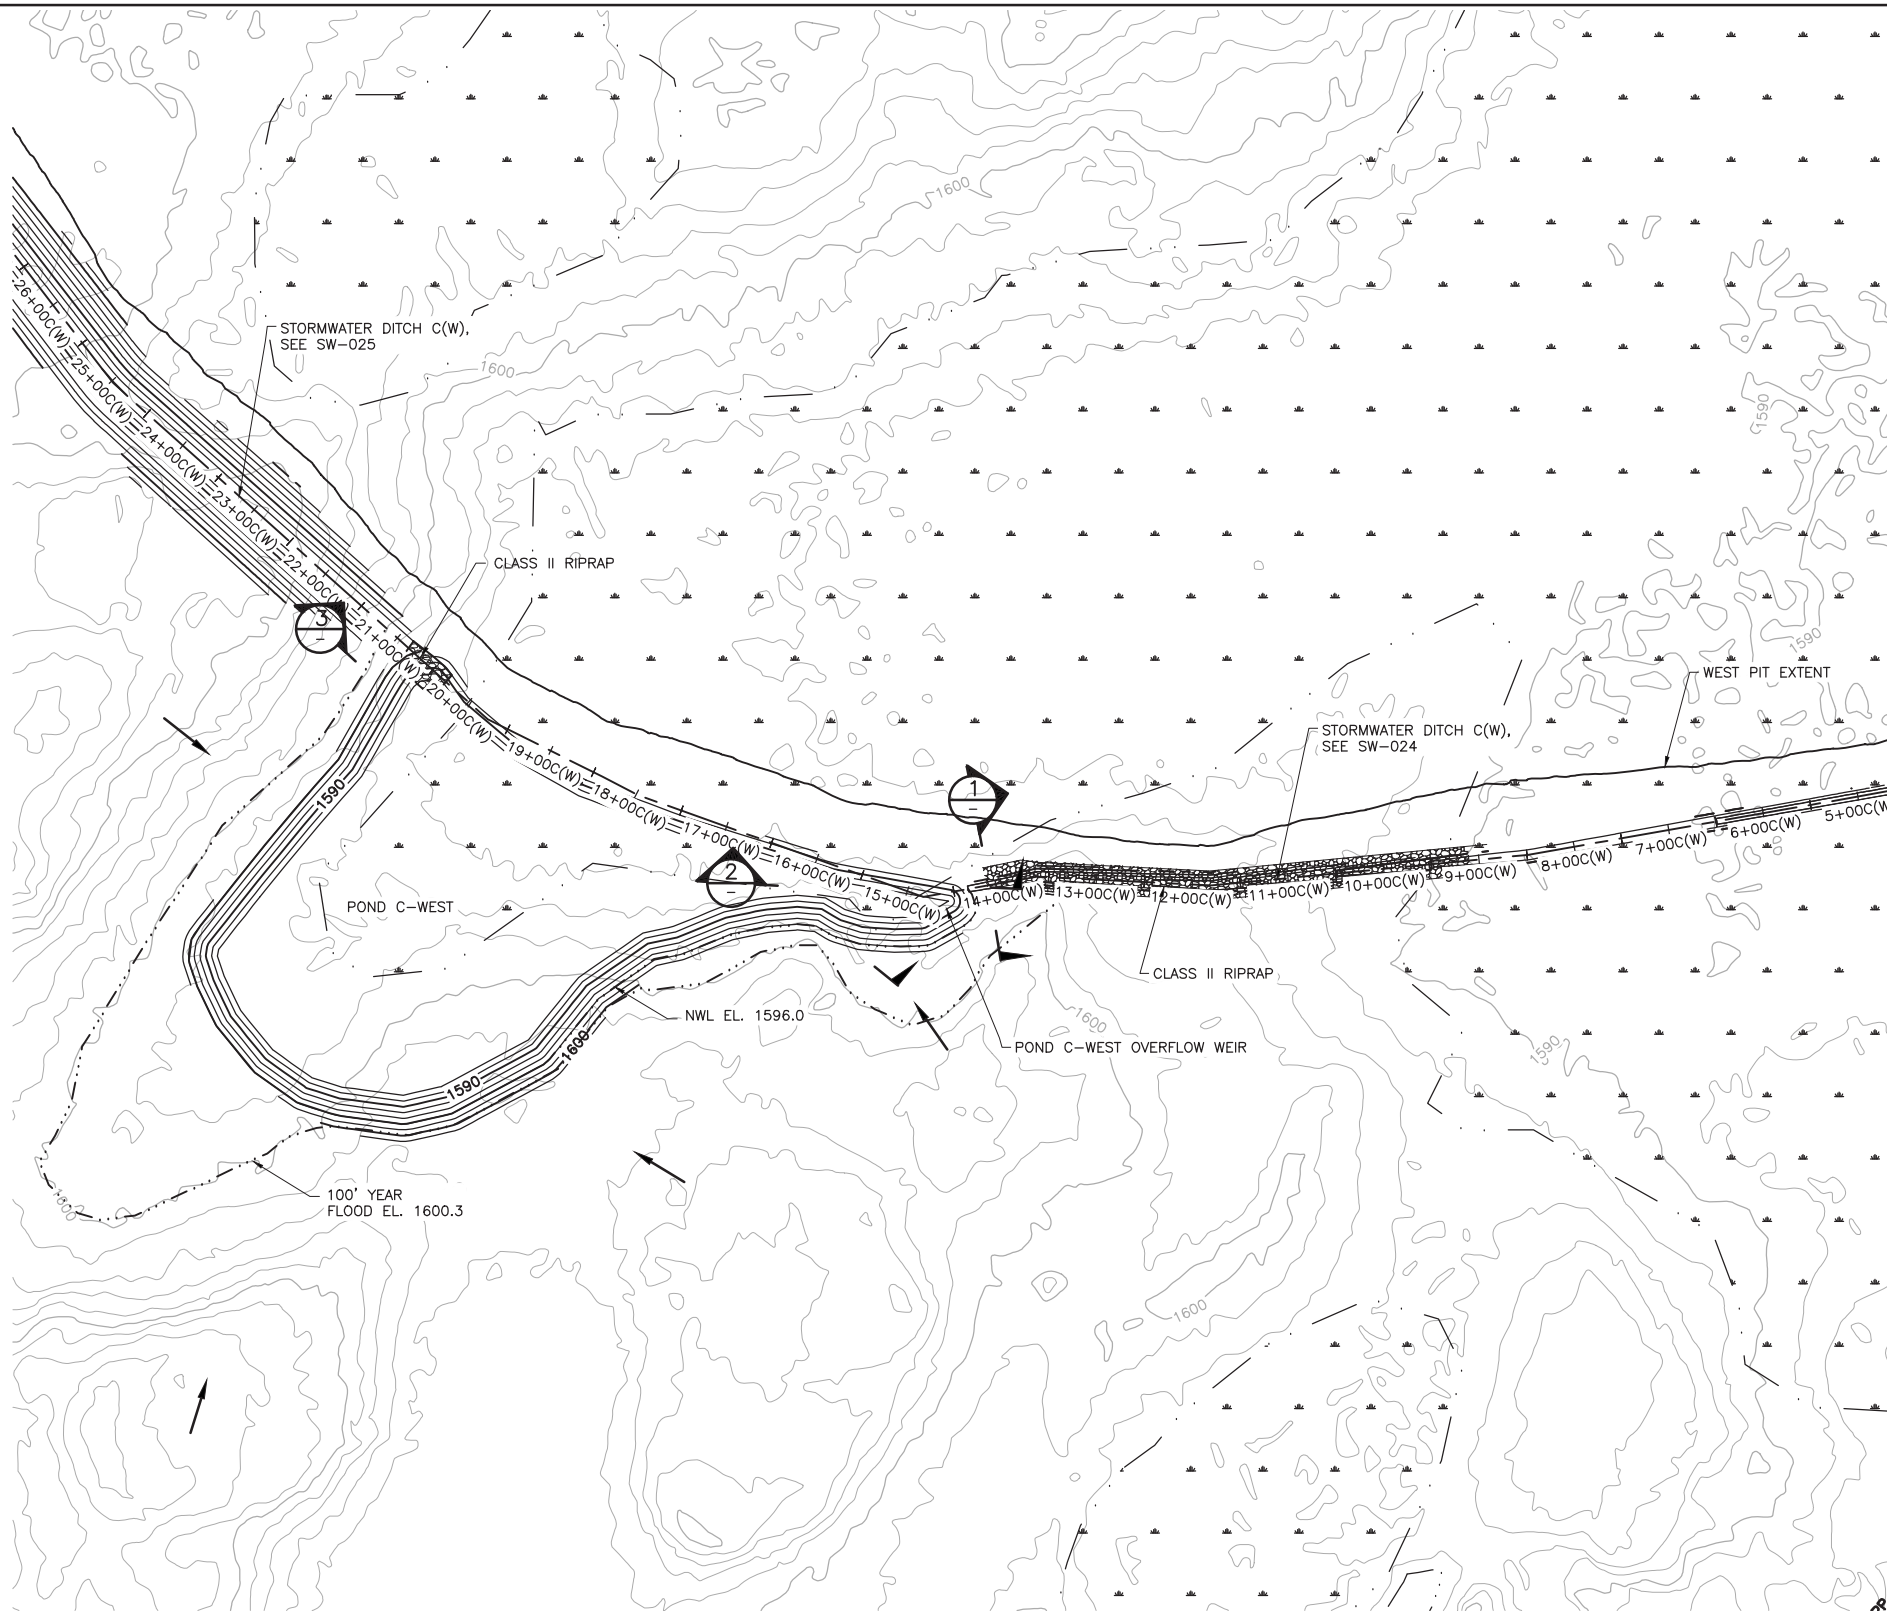 1600
STORMWATER DITCH C(W),
SEE SW-025
1600
1590
26+00C(W)
25+00C(W)
24+00C(W)
23+00C(W)
22+00C(W)
21+00C(W)
20+00C(W)
19+00C(W)
18+00C(W)
17+00C(W)
16+00C(W)
15+00C(W)
14+00C(W)
13+00C(W)
12+00C(W)
11+00C(W)
10+00C(W)
9+00C(W)
8+00C(W)
7+00C(W)
6+00C(W)
5+00C(W
CLASS II RIPRAP
3
–
1590
WEST PIT EXTENT
STORMWATER DITCH C(W),
SEE SW-024
1590
1
–
2
–
POND C-WEST
CLASS II RIPRAP
NWL EL. 1596.0
1600
POND C-WEST OVERFLOW WEIR
1600
1590
1590
100' YEAR
FLOOD EL. 1600.3
1600
1600